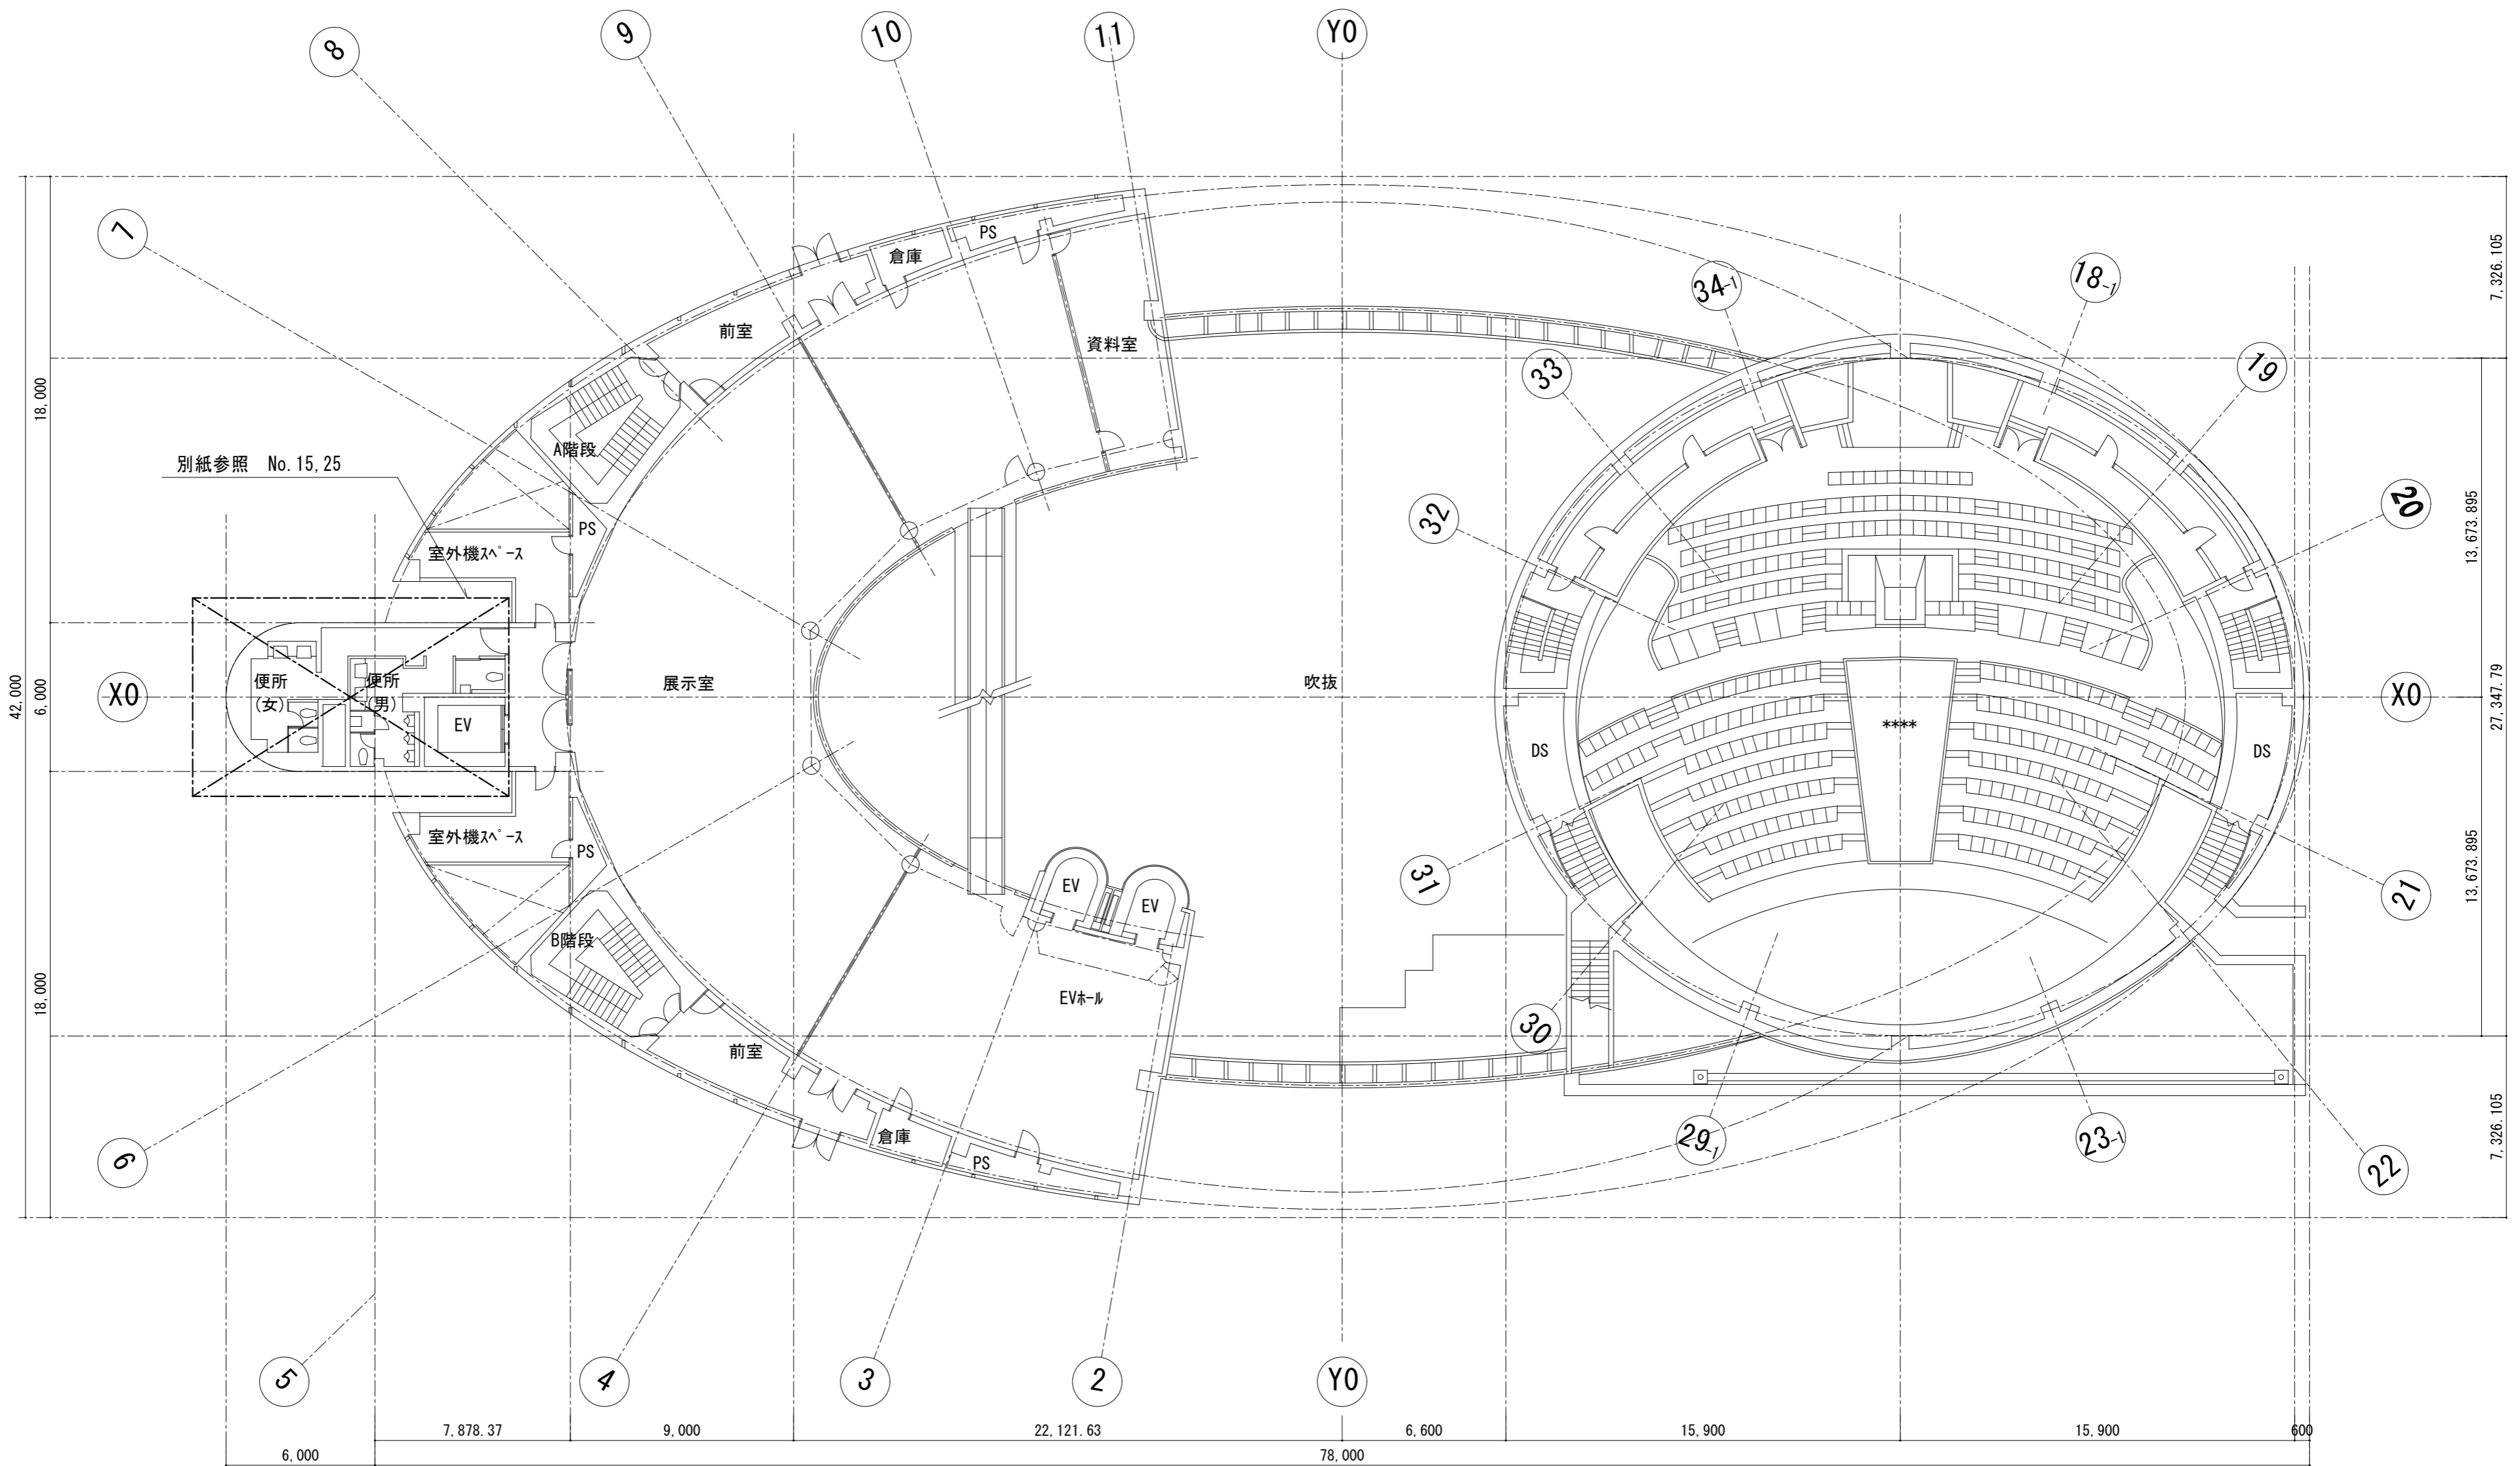 8
9
10
11
Y0
7
PS
倉庫
34-1
18-1
7,326.105
前室
資料室
33
19
18,000
A階段
別紙参照 No.15,25
32
20
PS
室外機スペース
13,673.895
X0
便所
(女)
便所
(男)
EV
展示室
吹抜
****
X0
42,000
6,000
27,347.79
DS
DS
室外機スペース
PS
EV
EV
31
21
13,673.895
B階段
EVホール
18,000
前室
30
倉庫
PS
29-1
23-1
22
7,326.105
6
5
4
3
2
Y0
7,878.37
9,000
22,121.63
6,600
15,900
15,900
600
6,000
78,000